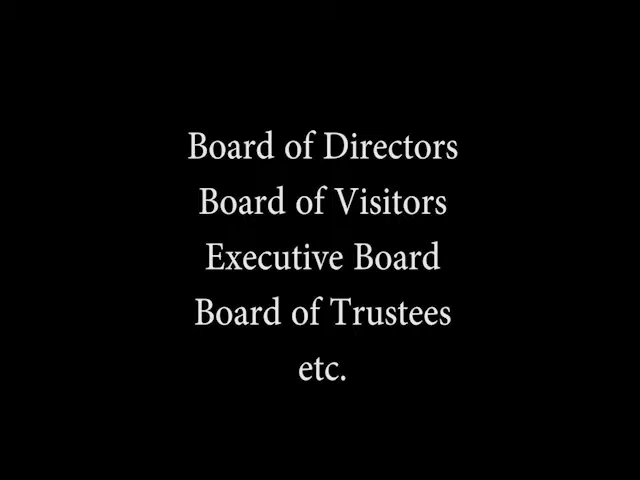 Board of Directors
Board of Visitors
Executive Board
Board of Trustees
etc.